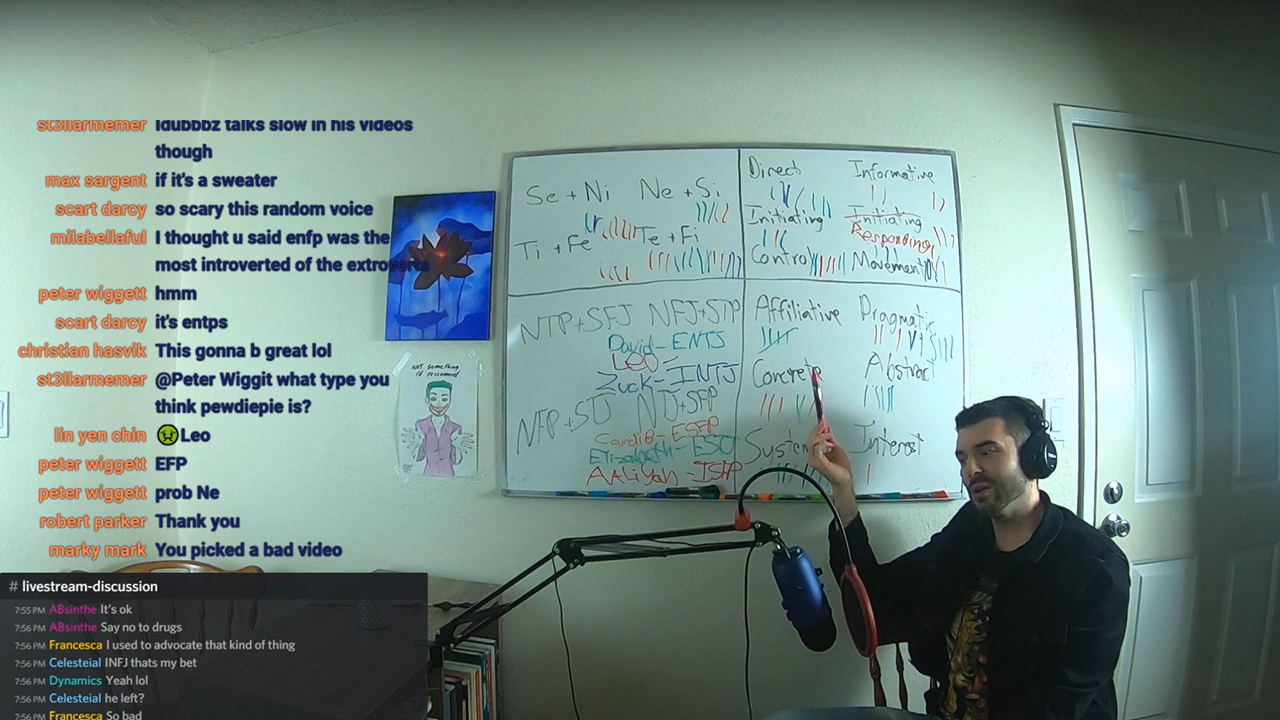 st3llarmemer Idubbbz talks slow in his videos
though
max sargent if it's a sweater
scart darcy so scary this random voice
milabellaful I thought u said enfp was the
most introverted of the extroverts
peter wiggett hmm
scart darcy it's entps
christian hasvik This gonna b great lol
st3llarmemer @Peter Wiggit what type you
think pewdiepie is?
lin yen chin 🤢Leo
peter wiggett EFP
peter wiggett prob Ne
robert parker Thank you
marky mark You picked a bad video
# livestream-discussion
7:55 PM ABsinthe It's ok
7:56 PM ABsinthe Say no to drugs
7:56 PM Francesca I used to advocate that kind of thing
7:56 PM Celesteial INFJ thats my bet
7:56 PM Dynamics Yeah lol
7:56 PM Celesteial he left?
7:56 PM Francesca So bad
NOT something
I'd recommend
Se + Ni Ne + Si
Ti + Fe Te + Fi
NTP + SFJ NFJ + STP
David - ENTJ
Leo -
Zuck - INTJ
NFP + STJ NTJ + SFP
Cardi B - ESFP
Elizabeth - ESTJ
Aaliyah - ISFP
Direct Informative
Initiating Initiating
Responding
Control Movement
Affiliative Pragmatic
Concrete Abstract
Systems Interest